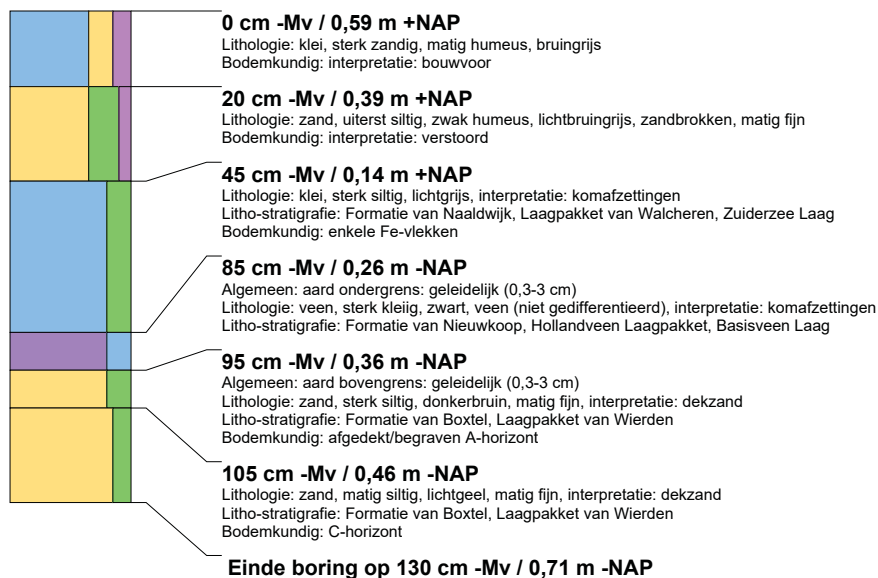 0 cm -Mv / 0,59 m +NAP
Lithologie: klei, sterk zandig, matig humeus, bruingrijs
Bodemkundig: interpretatie: bouwvoor
20 cm -Mv / 0,39 m +NAP
Lithologie: zand, uiterst siltig, zwak humeus, lichtbruingrijs, zandbrokken, matig fijn
Bodemkundig: interpretatie: verstoord
45 cm -Mv / 0,14 m +NAP
Lithologie: klei, sterk siltig, lichtgrijs, interpretatie: komafzettingen
Litho-stratigrafie: Formatie van Naaldwijk, Laagpakket van Walcheren, Zuiderzee Laag
Bodemkundig: enkele Fe-vlekken
85 cm -Mv / 0,26 m -NAP
Algemeen: aard ondergrens: geleidelijk (0,3-3 cm)
Lithologie: veen, sterk kleiig, zwart, veen (niet gedifferentieerd), interpretatie: komafzettingen
Litho-stratigrafie: Formatie van Nieuwkoop, Hollandveen Laagpakket, Basisveen Laag
95 cm -Mv / 0,36 m -NAP
Algemeen: aard bovengrens: geleidelijk (0,3-3 cm)
Lithologie: zand, sterk siltig, donkerbruin, matig fijn, interpretatie: dekzand
Litho-stratigrafie: Formatie van Boxtel, Laagpakket van Wierden
Bodemkundig: afgedekt/begraven A-horizont
105 cm -Mv / 0,46 m -NAP
Lithologie: zand, matig siltig, lichtgeel, matig fijn, interpretatie: dekzand
Litho-stratigrafie: Formatie van Boxtel, Laagpakket van Wierden
Bodemkundig: C-horizont
Einde boring op 130 cm -Mv / 0,71 m -NAP